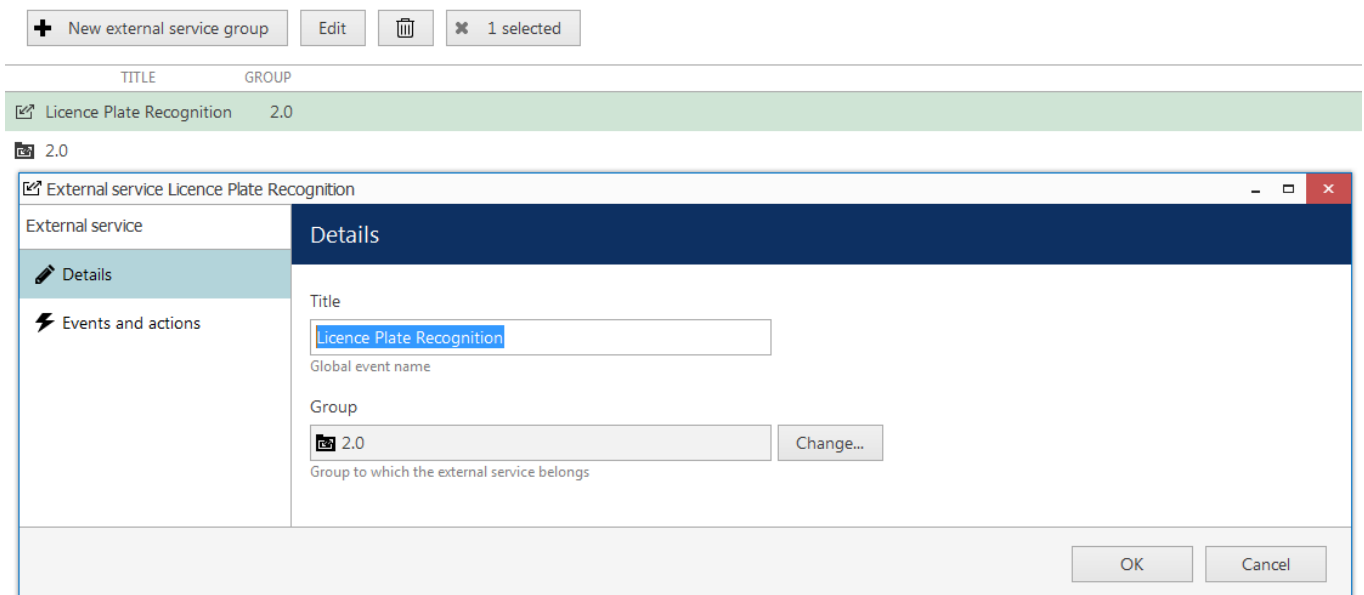 New external service group Edit 1 selected
TITLE GROUP
Licence Plate Recognition 2.0
2.0
External service Licence Plate Recognition
External service
Details
Events and actions
Details
Title
Licence Plate Recognition
Global event name
Group
2.0 Change...
Group to which the external service belongs
OK Cancel